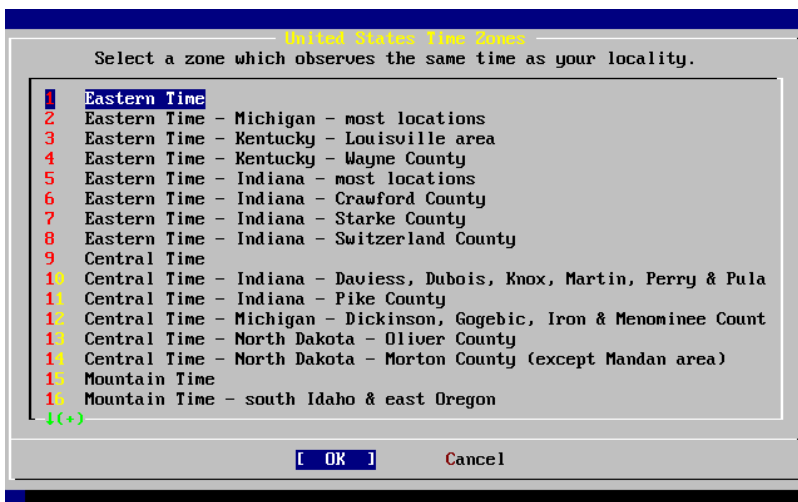 United States Time Zones
Select a zone which observes the same time as your locality.
1 Eastern Time
2 Eastern Time - Michigan - most locations
3 Eastern Time - Kentucky - Louisville area
4 Eastern Time - Kentucky - Wayne County
5 Eastern Time - Indiana - most locations
6 Eastern Time - Indiana - Crawford County
7 Eastern Time - Indiana - Starke County
8 Eastern Time - Indiana - Switzerland County
9 Central Time
10 Central Time - Indiana - Daviess, Dubois, Knox, Martin, Perry & Pula
11 Central Time - Indiana - Pike County
12 Central Time - Michigan - Dickinson, Gogebic, Iron & Menominee Count
13 Central Time - North Dakota - Oliver County
14 Central Time - North Dakota - Morton County (except Mandan area)
15 Mountain Time
16 Mountain Time - south Idaho & east Oregon
↓(+)
[ OK ] Cancel